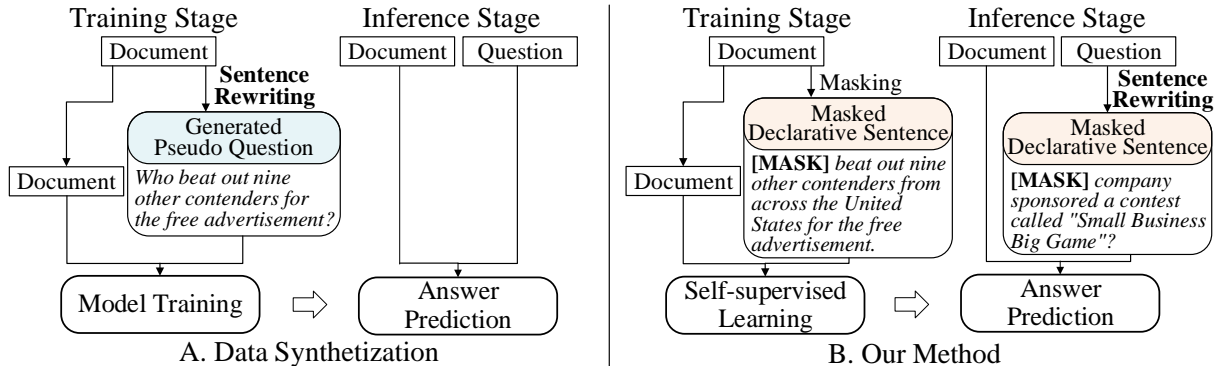 Training Stage
Document
Sentence
Rewriting
Generated
Pseudo Question
Who beat out nine
other contenders for
the free advertisement?
Document
Model Training
Inference Stage
Document
Question
Answer
Prediction
A. Data Synthetization
Training Stage
Document
Masking
Masked
Declarative Sentence
[MASK] beat out nine
other contenders from
across the United
States for the free
advertisement.
Document
Self-supervised
Learning
Inference Stage
Document
Question
Sentence
Rewriting
Masked
Declarative Sentence
[MASK] company
sponsored a contest
called "Small Business
Big Game"?
Answer
Prediction
B. Our Method